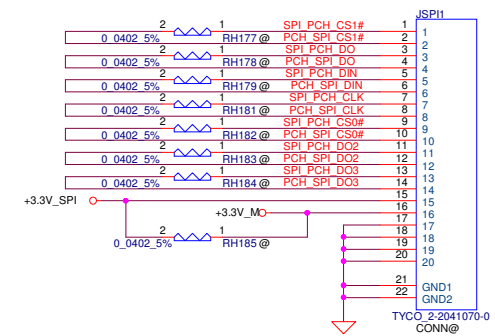 JSPI1
2 1 SPI_PCH_CS1# 1 1
0_0402_5% RH177@ PCH_SPI_CS1# 2 2
2 1 SPI_PCH_DO 3 3
0_0402_5% RH178@ PCH_SPI_DO 4 4
2 1 SPI_PCH_DIN 5 5
0_0402_5% RH179@ PCH_SPI_DIN 6 6
2 1 SPI_PCH_CLK 7 7
0_0402_5% RH181@ PCH_SPI_CLK 8 8
2 1 SPI_PCH_CS0# 9 9
0_0402_5% RH182@ PCH_SPI_CS0# 10 10
2 1 SPI_PCH_DO2 11 11
0_0402_5% RH183@ PCH_SPI_DO2 12 12
2 1 SPI_PCH_DO3 13 13
0_0402_5% RH184@ PCH_SPI_DO3 14 14
+3.3V_SPI 15 15
+3.3V_M 16 16
17 17
2 1 18 18
0_0402_5% RH185@ 19 19
20 20
21 GND1
22 GND2
TYCO_2-2041070-0
CONN@